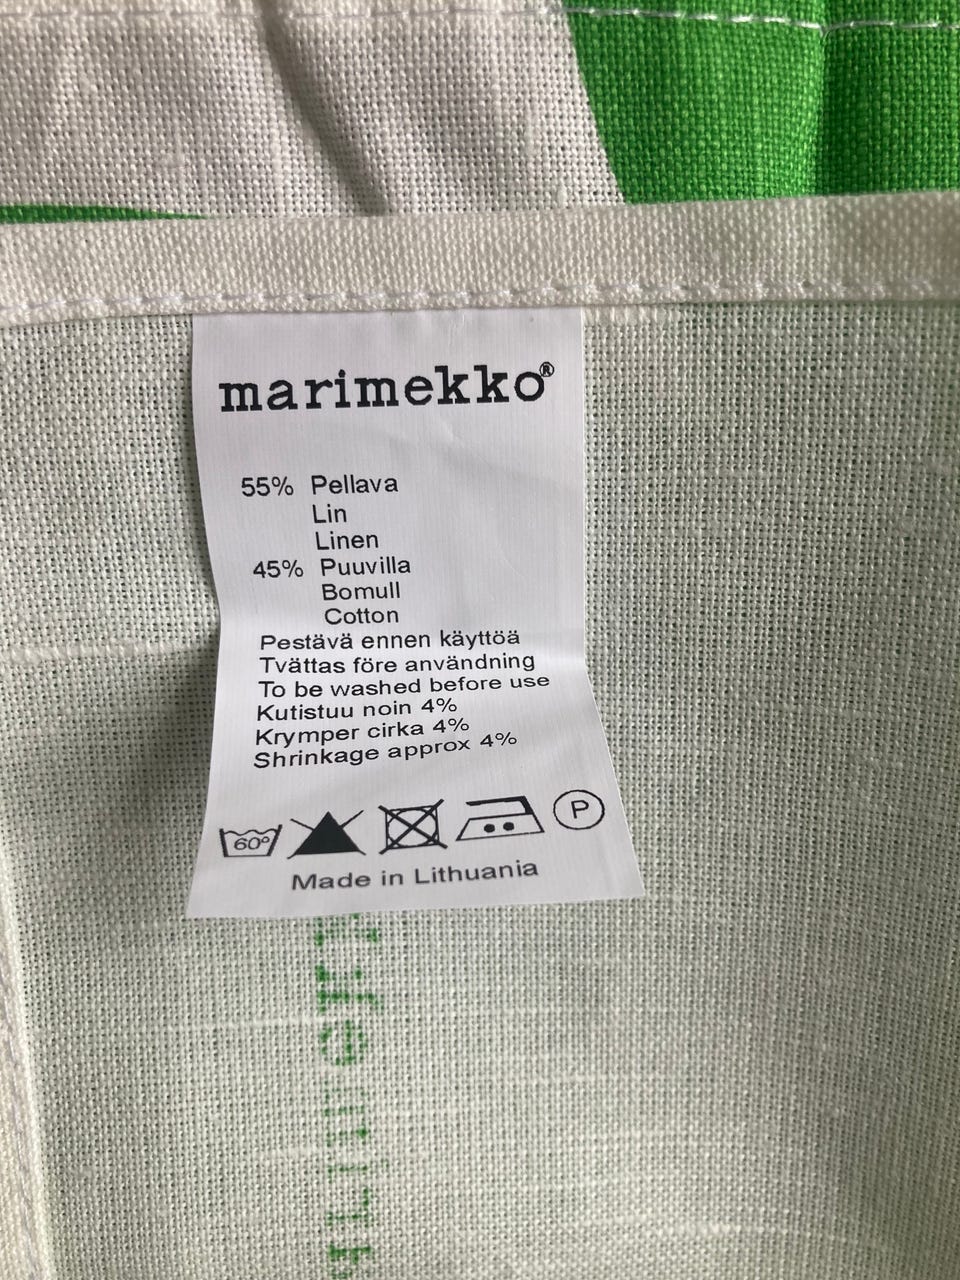 marimekko®
55% Pellava
Lin
Linen
45% Puuvilla
Bomull
Cotton
Pestävä ennen käyttöä
Tvättas före användning
To be washed before use
Kutistuu noin 4%
Krymper cirka 4%
Shrinkage approx 4%
60° P
Made in Lithuania